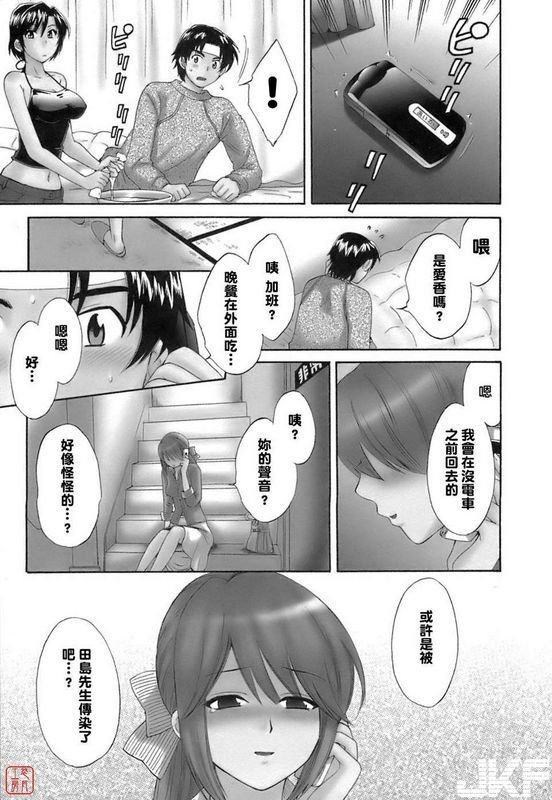 ピリリ
ピリリ
！
喂
是愛香嗎？
咦 加班？
晚餐在外面吃…
嗯嗯
好…
嗯
我會在沒電車
之前回去的
非常
咦？
妳的聲音？
好像怪怪的…？
或許是被
田島先生傳染了
吧…？
JKF